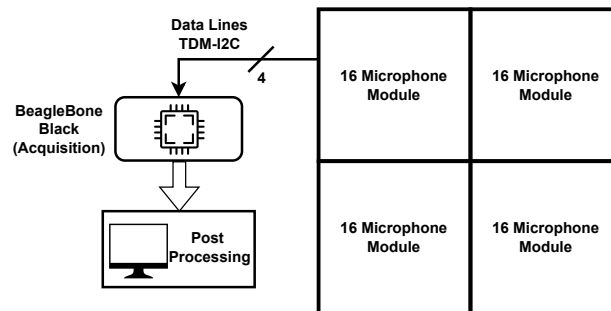 Data Lines
TDM-I2C
4
BeagleBone
Black
(Acquisition)
Post
Processing
16 Microphone
Module
16 Microphone
Module
16 Microphone
Module
16 Microphone
Module